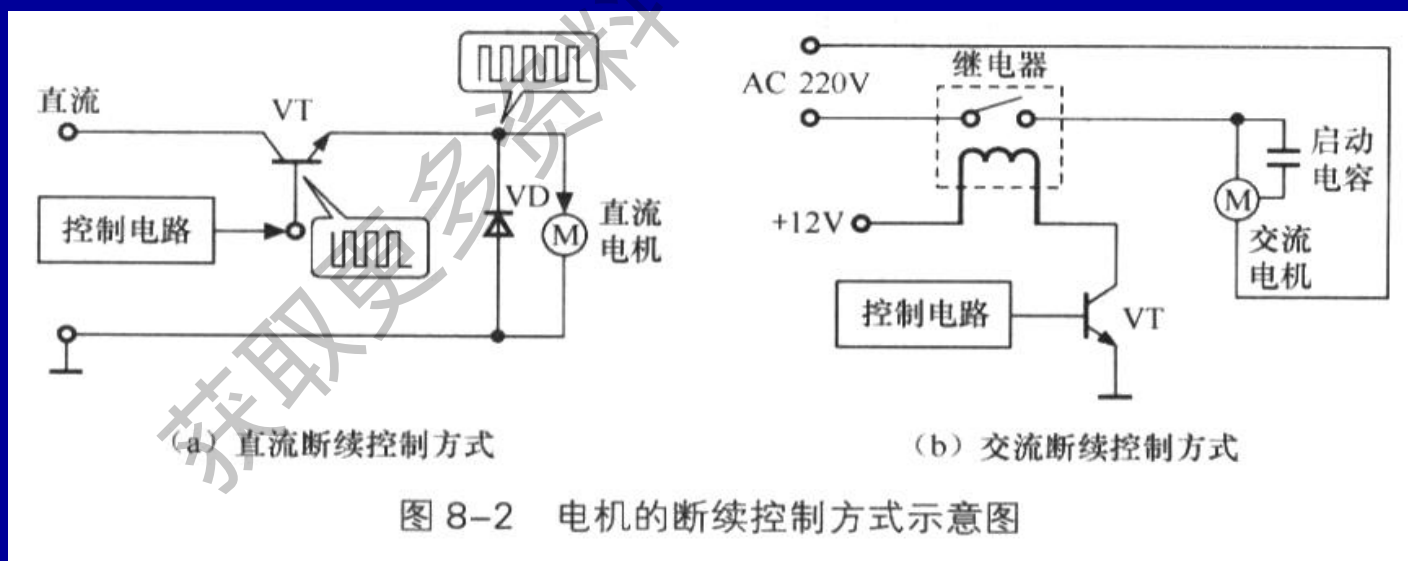 直流
VT
控制电路
VD
M
直流
电机
(a) 直流断续控制方式
AC 220V
继电器
启动
电容
M
交流
电机
+12V
控制电路
VT
(b) 交流断续控制方式
图 8-2 电机的断续控制方式示意图
获取更多资料